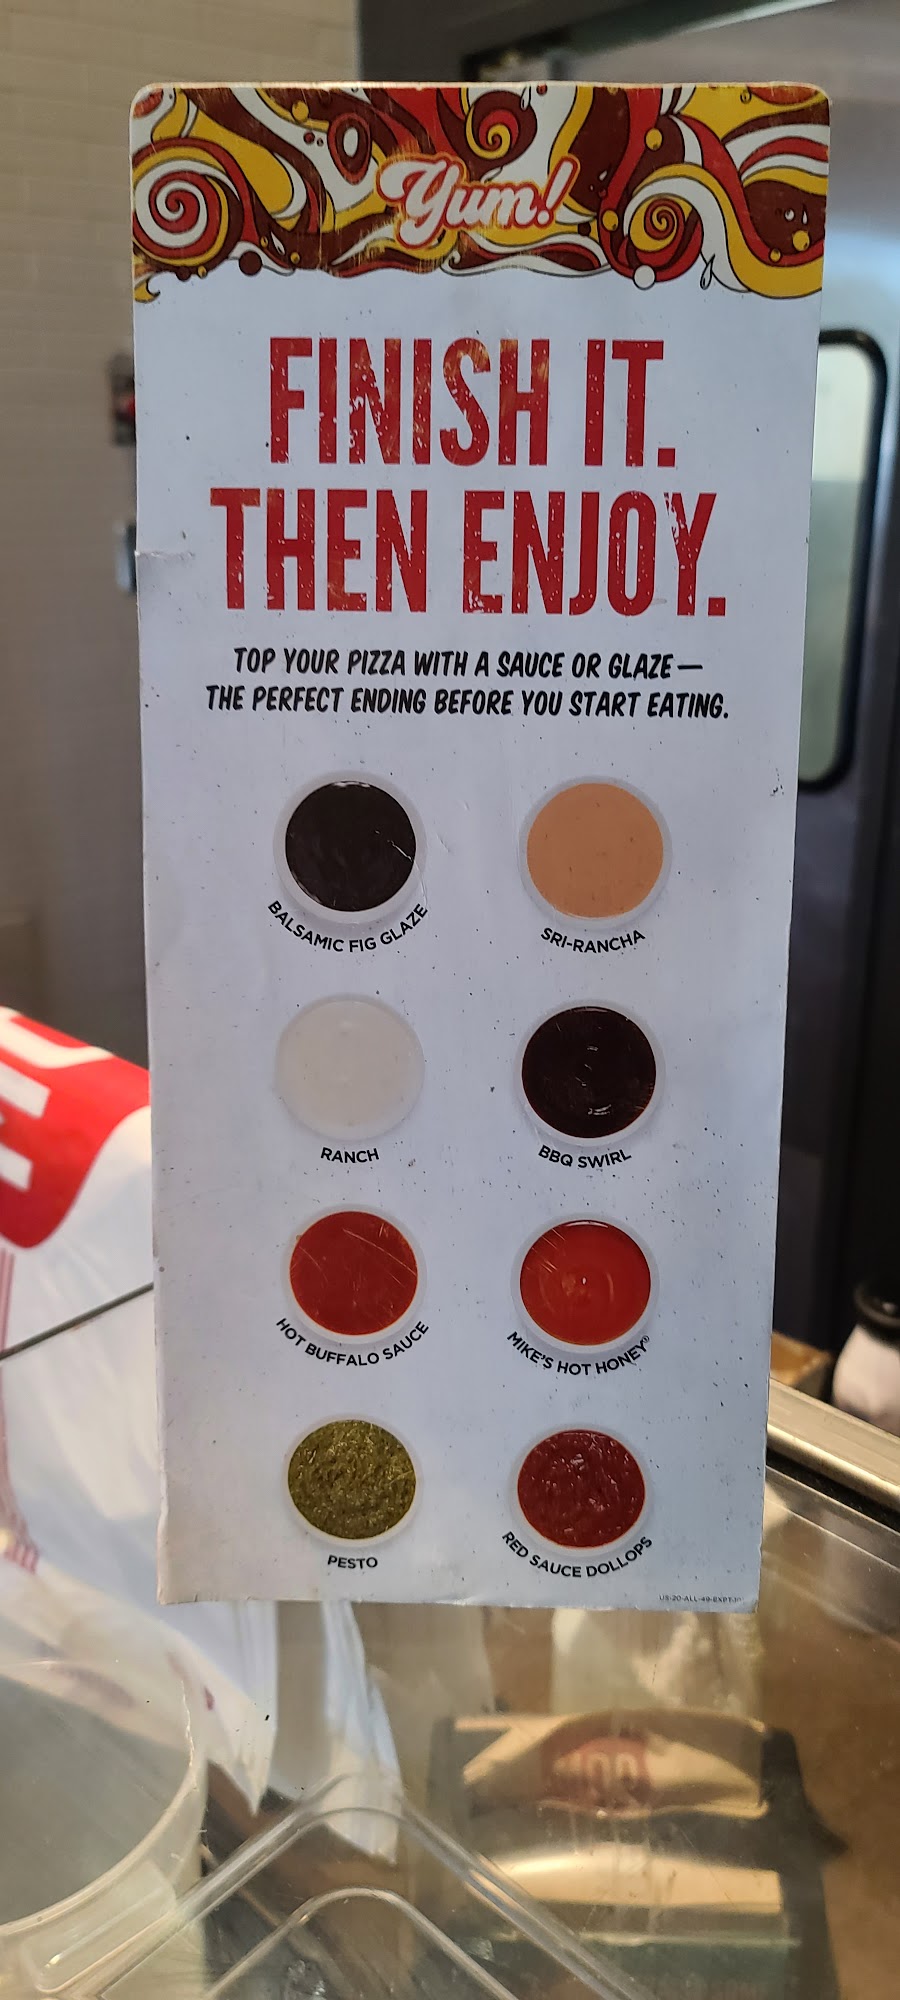 Yum!
FINISH IT.
THEN ENJOY.
TOP YOUR PIZZA WITH A SAUCE OR GLAZE—
THE PERFECT ENDING BEFORE YOU START EATING.
BALSAMIC FIG GLAZE
SRI-RANCHA
RANCH
BBQ SWIRL
HOT BUFFALO SAUCE
MIKE'S HOT HONEY®
PESTO
RED SAUCE DOLLOPS